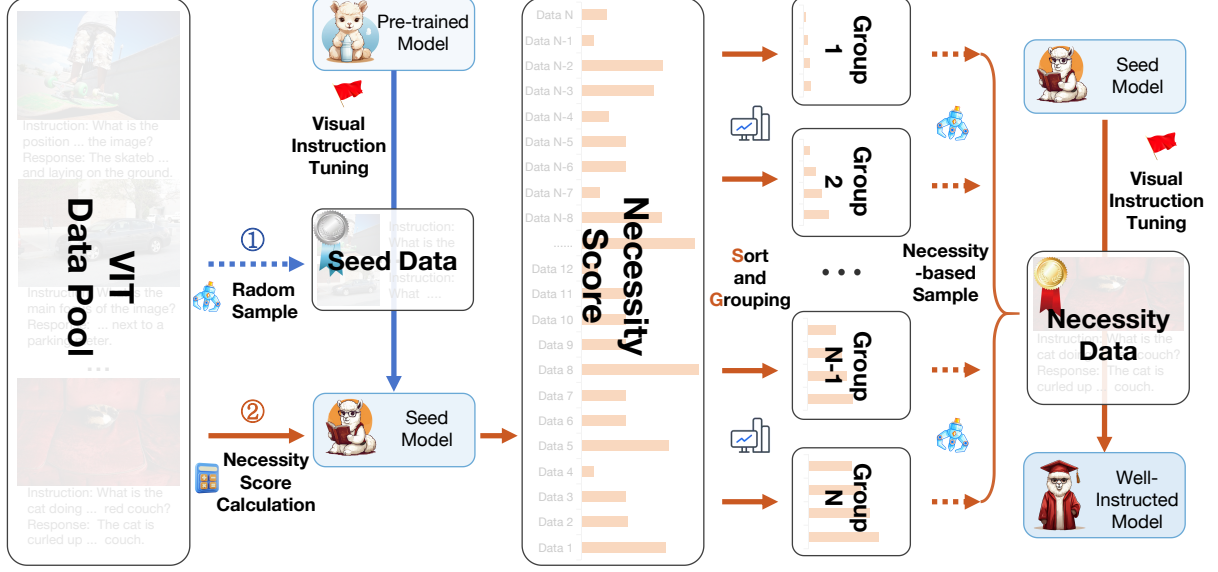 VIT
Data Pool
Instruction: What is the
position ... the image?
Response: The skateb ...
and laying on the ground.
Instruction: What is the
main focus of the image?
Response: ... next to a
parking meter.
...
Instruction: What is the
cat doing ... red couch?
Response: The cat is
curled up ... couch.
Pre-trained
Model
Visual
Instruction
Tuning
①
Radom
Sample
Seed Data
Instruction:
What is the
Instruction:
What ....
②
Necessity
Score
Calculation
Seed
Model
Necessity
Score
Data N
Data N-1
Data N-2
Data N-3
Data N-4
Data N-5
Data N-6
Data N-7
Data N-8
......
Data 12
Data 11
Data 10
Data 9
Data 8
Data 7
Data 6
Data 5
Data 4
Data 3
Data 2
Data 1
Sort
and
Grouping
Group
1
Group
2
...
Group
N-1
Group
N
Necessity
-based
Sample
Seed
Model
Visual
Instruction
Tuning
Necessity
Data
Instruction: What is the
cat doing ... couch?
Response: The cat is
curled up ... couch.
Well-
Instructed
Model